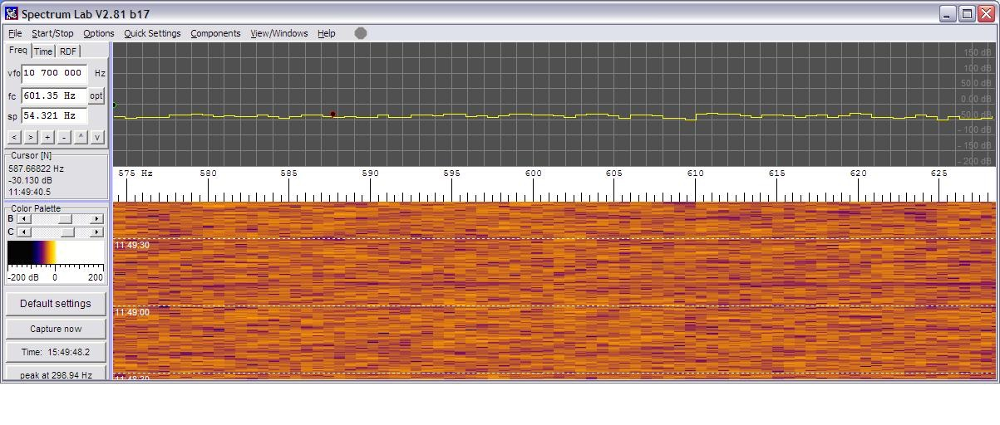 Spectrum Lab V2.81 b17
File Start/Stop Options Quick Settings Components View/Windows Help
Freq Time RDF
vfo 10 700 000 Hz
fc 601.35 Hz opt
sp 54.321 Hz
< > + - ^ v
Cursor [N]
587.66822 Hz
-30.130 dB
11:49:40.5
Color Palette
B
C
-200 dB 0 200
Default settings
Capture now
Time: 15:49:48.2
peak at 298.94 Hz
150 dB
100 dB
50.0 dB
0.00 dB
-50.0 dB
-100 dB
-150 dB
-200 dB
575 Hz 580 585 590 595 600 605 610 615 620 625
11:49:30
11:49:00
11:48:30